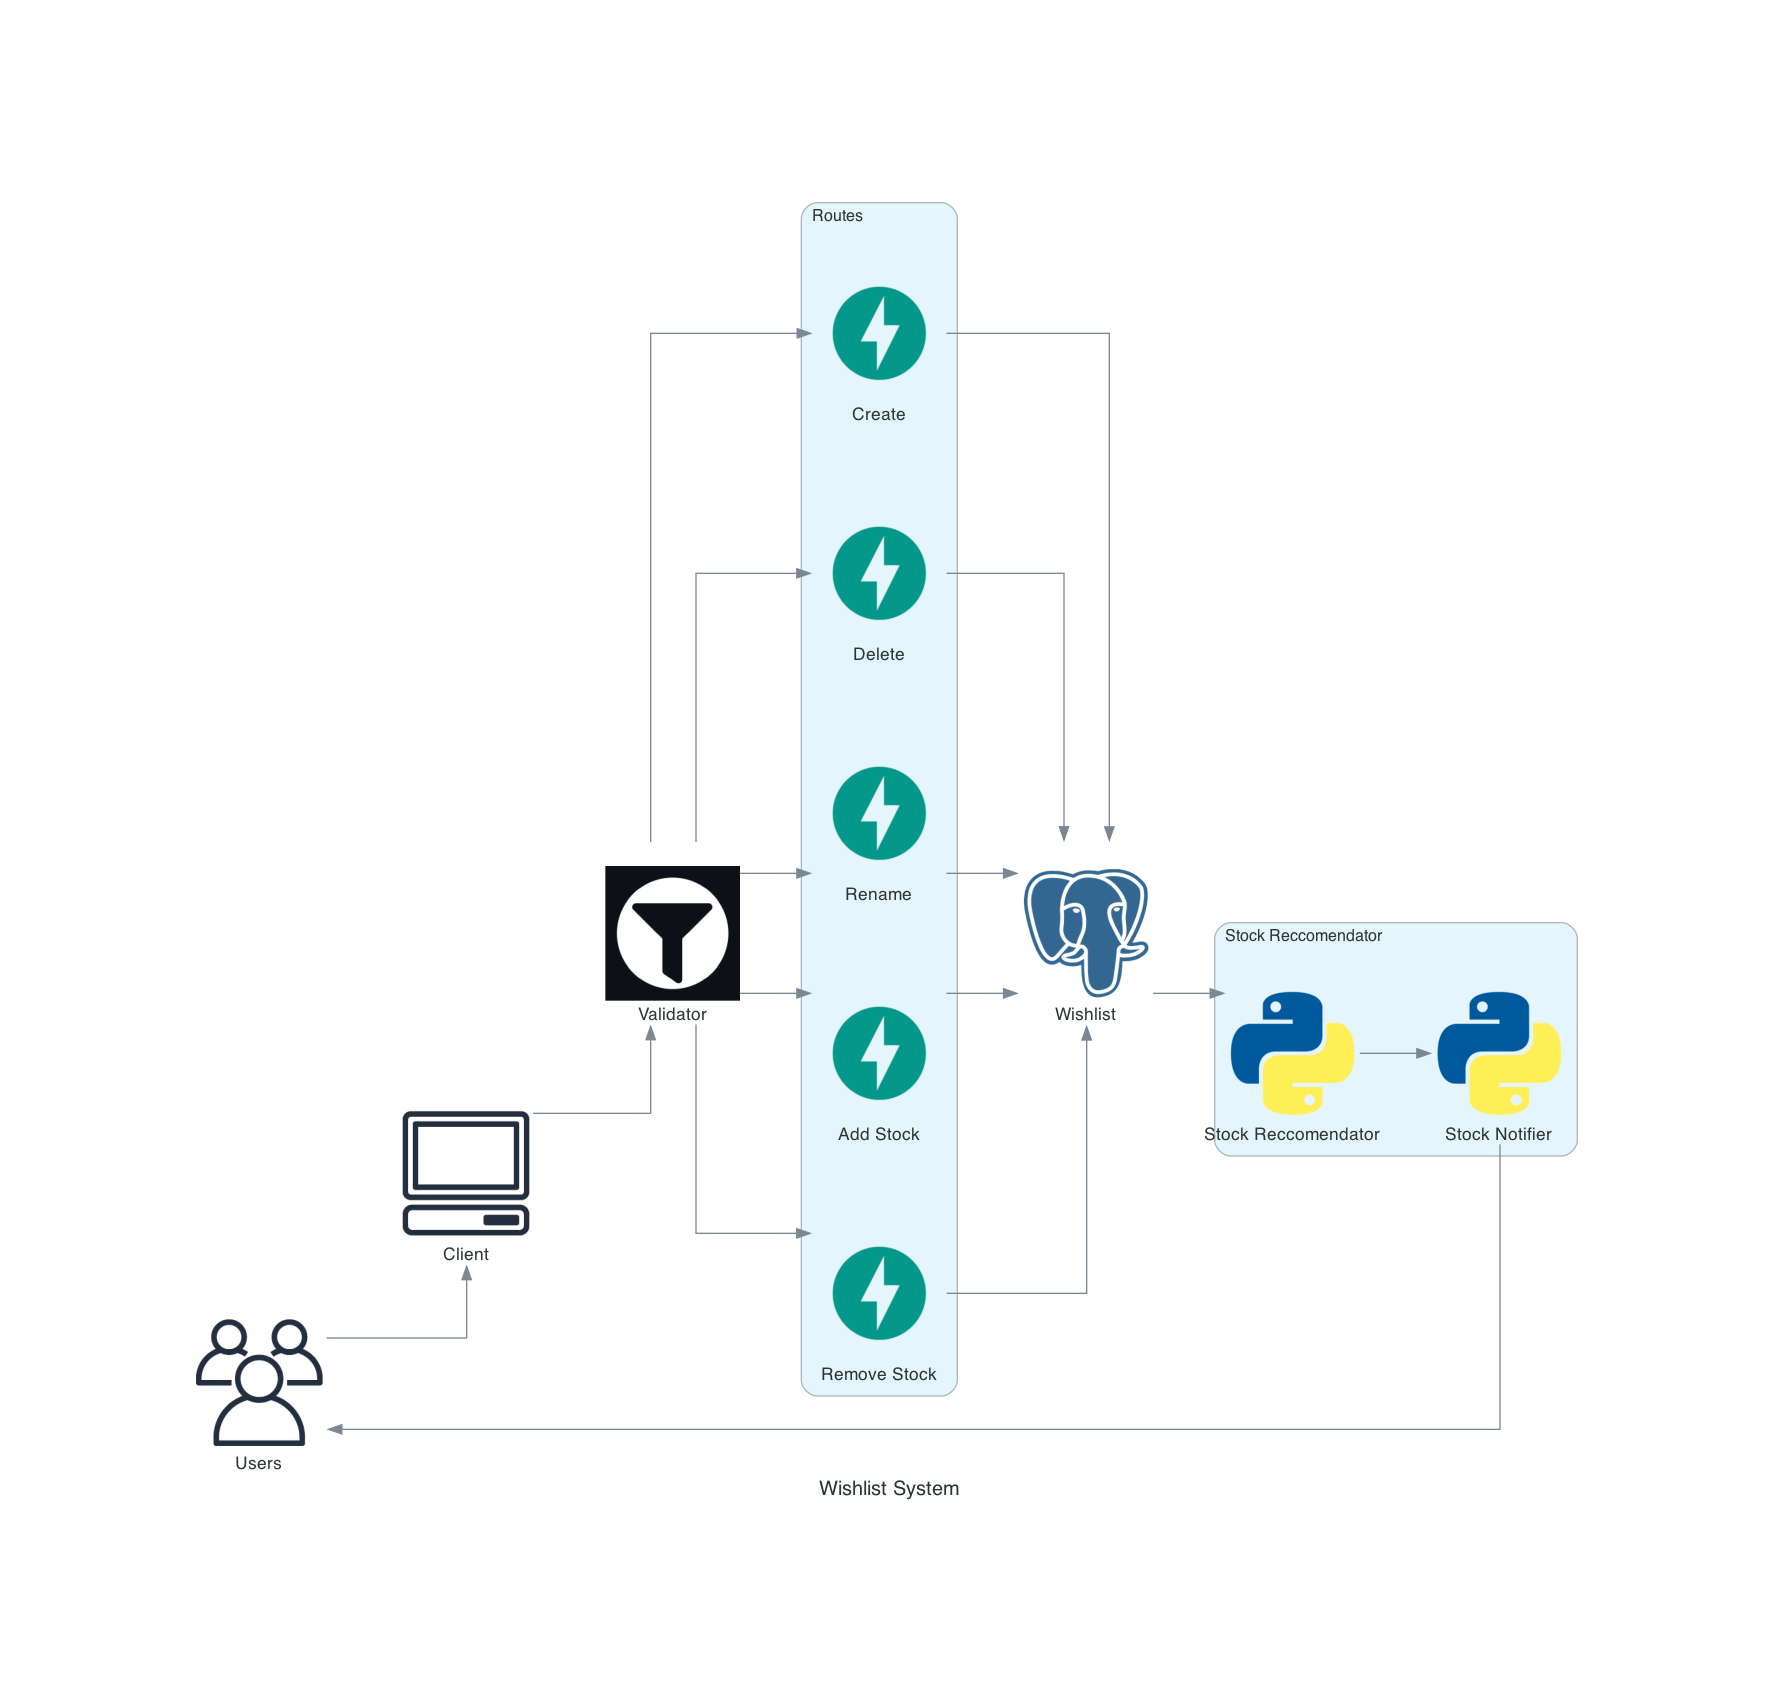 Routes
Create
Delete
Rename
Add Stock
Remove Stock
Validator
Client
Users
Wishlist
Stock Reccomendator
Stock Reccomendator
Stock Notifier
Wishlist System